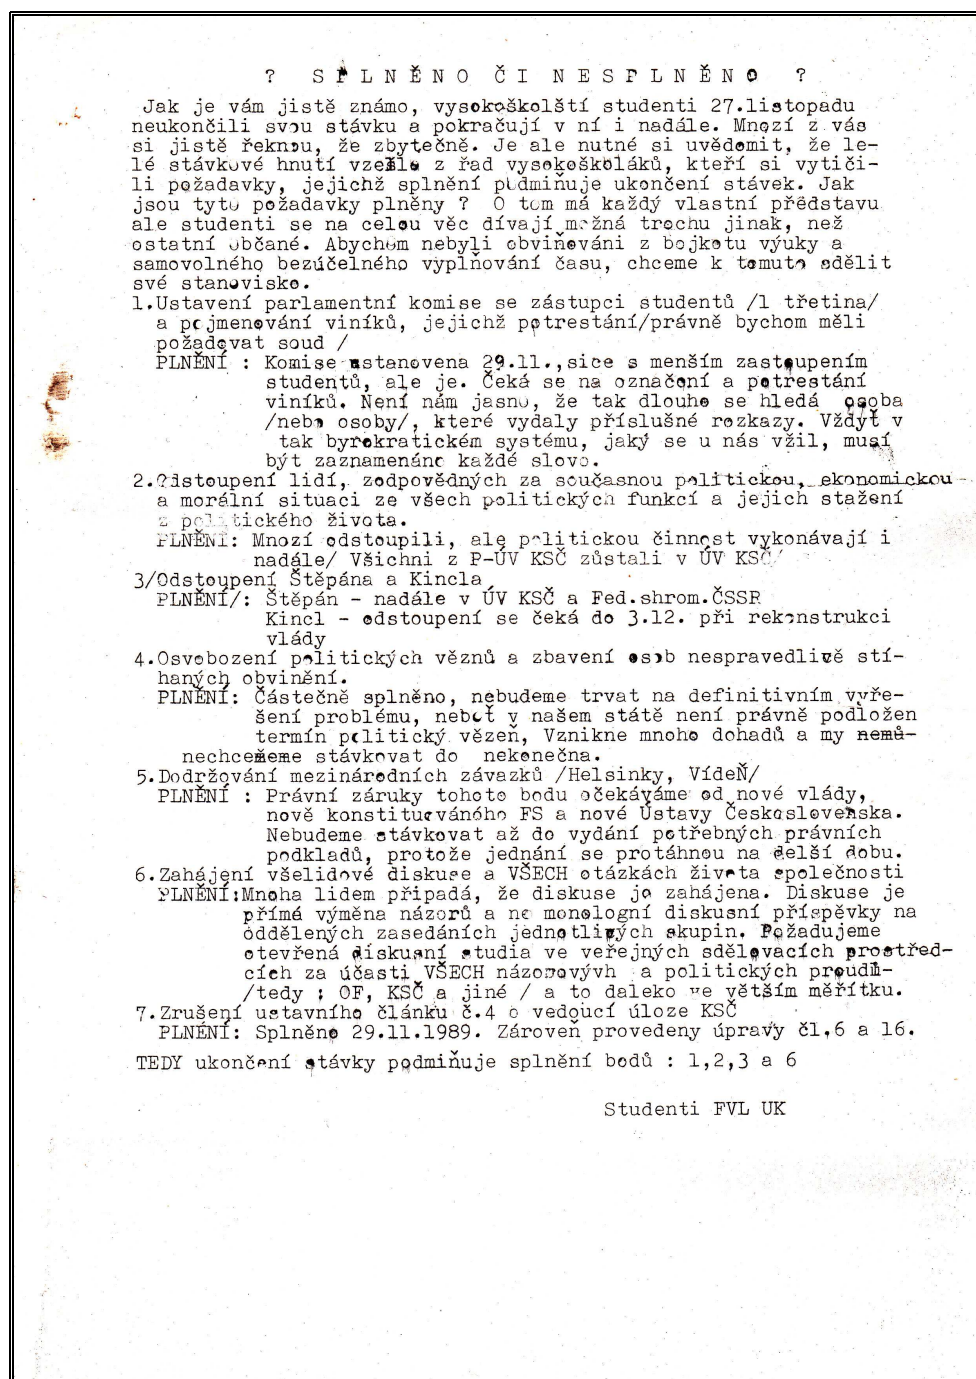 ? S P L N Ě N O Č I N E S P L N Ě N O ?
Jak je vám jistě známo, vysokoškolští studenti 27.listopadu
neukončili svou stávku a pokračují v ní i nadále. Mnozí z vás
si jistě řeknou, že zbytečně. Je ale nutné si uvědomit, že le-
lé stávkové hnutí vzešlo z řad vysokoškoláků, kteří si vytiči-
li požadavky, jejichž splnění podmiňuje ukončení stávek. Jak
jsou tyto požadavky plněny ? O tom má každý vlastní přědstavu
ale studenti se na celou věc dívají možná trochu jinak, než
ostatní občané. Abychom nebyli obviňováni z bojkotu výuky a
samovolného bezúčelného vyplňování času, chceme k tomuto sdělit
své stanovisko.
1.Ustavení parlamentní komise se zástupci studentů /1 třetina/
a pojmenování viníků, jejichž potrestání/právně bychom měli
požadovat soud /
PLNĚNÍ : Komise ustanovena 29.11.,sice s menším zastoupením
studentů, ale je. Čeká se na označení a potrestání
viníků. Není nám jasno, že tak dlouho se hledá osoba
/nebo osoby/, které vydaly příslušné rozkazy. Vždyť v
tak byrokratickém systému, jaký se u nás vžil, musí
být zaznamenáno každé slovo.
2.Odstoupení lidí, zodpovědných za současnou politickou, ekonomickou
a morální situaci ze všech politických funkcí a jejich stažení
z politického života.
PLNĚNÍ: Mnozí odstoupili, ale politickou činnost vykonávají i
nadále/ Všichni z P-ÚV KSČ zůstali v ÚV KSČ/
3/Odstoupení Štěpána a Kincla
PLNĚNÍ/: Štěpán - nadále v ÚV KSČ a Fed.shrom.ČSSR
Kincl - odstoupení se čeká do 3.12. při rekonstrukci
vlády
4.Osvobození politických věznů a zbavení osob nespravedlivě stí-
haných obvinění.
PLNĚNÍ: Částečně splněno, nebudeme trvat na definitivním vyře-
šení problému, neboť v našem státě není právně podložen
termín politický vězeň, Vznikne mnoho dohadů a my nemů-
nechcememe stávkovat do nekonečna.
5.Dodržování mezinárodních závazků /Helsinky, VídeŇ/
PLNĚNÍ : Právní záruky tohoto bodu očekáváme od nové vlády,
nově konstituováného FS a nové Ústavy Československa.
Nebudeme stávkovat až do vydání potřebných právních
podkladů, protože jednání se protáhnou na delší dobu.
6.Zahájení všelidové diskuse a VŠECH otázkách života společnosti
PLNĚNÍ:Mnoha lidem připadá, že diskuse je zahájena. Diskuse je
přímá výměna názorů a ne monologní diskusní příspěvky na
oddělených zasedáních jednotlivých skupin. Požadujeme
otevřená diskusní studia ve veřejných sdělovacích prostřed-
cích za účasti VŠECH názorovývh a politických proudů-
/tedy ; OF, KSČ a jiné / a to daleko ve větším měřítku.
7.Zrušení ustavního článku č.4 o vedoucí úloze KSČ
PLNĚNÍ: Splněno 29.11.1989. Zároveň provedeny úpravy čl,6 a 16.
TEDY ukončení stávky podmiňuje splnění bodů : 1,2,3 a 6
Studenti FVL UK